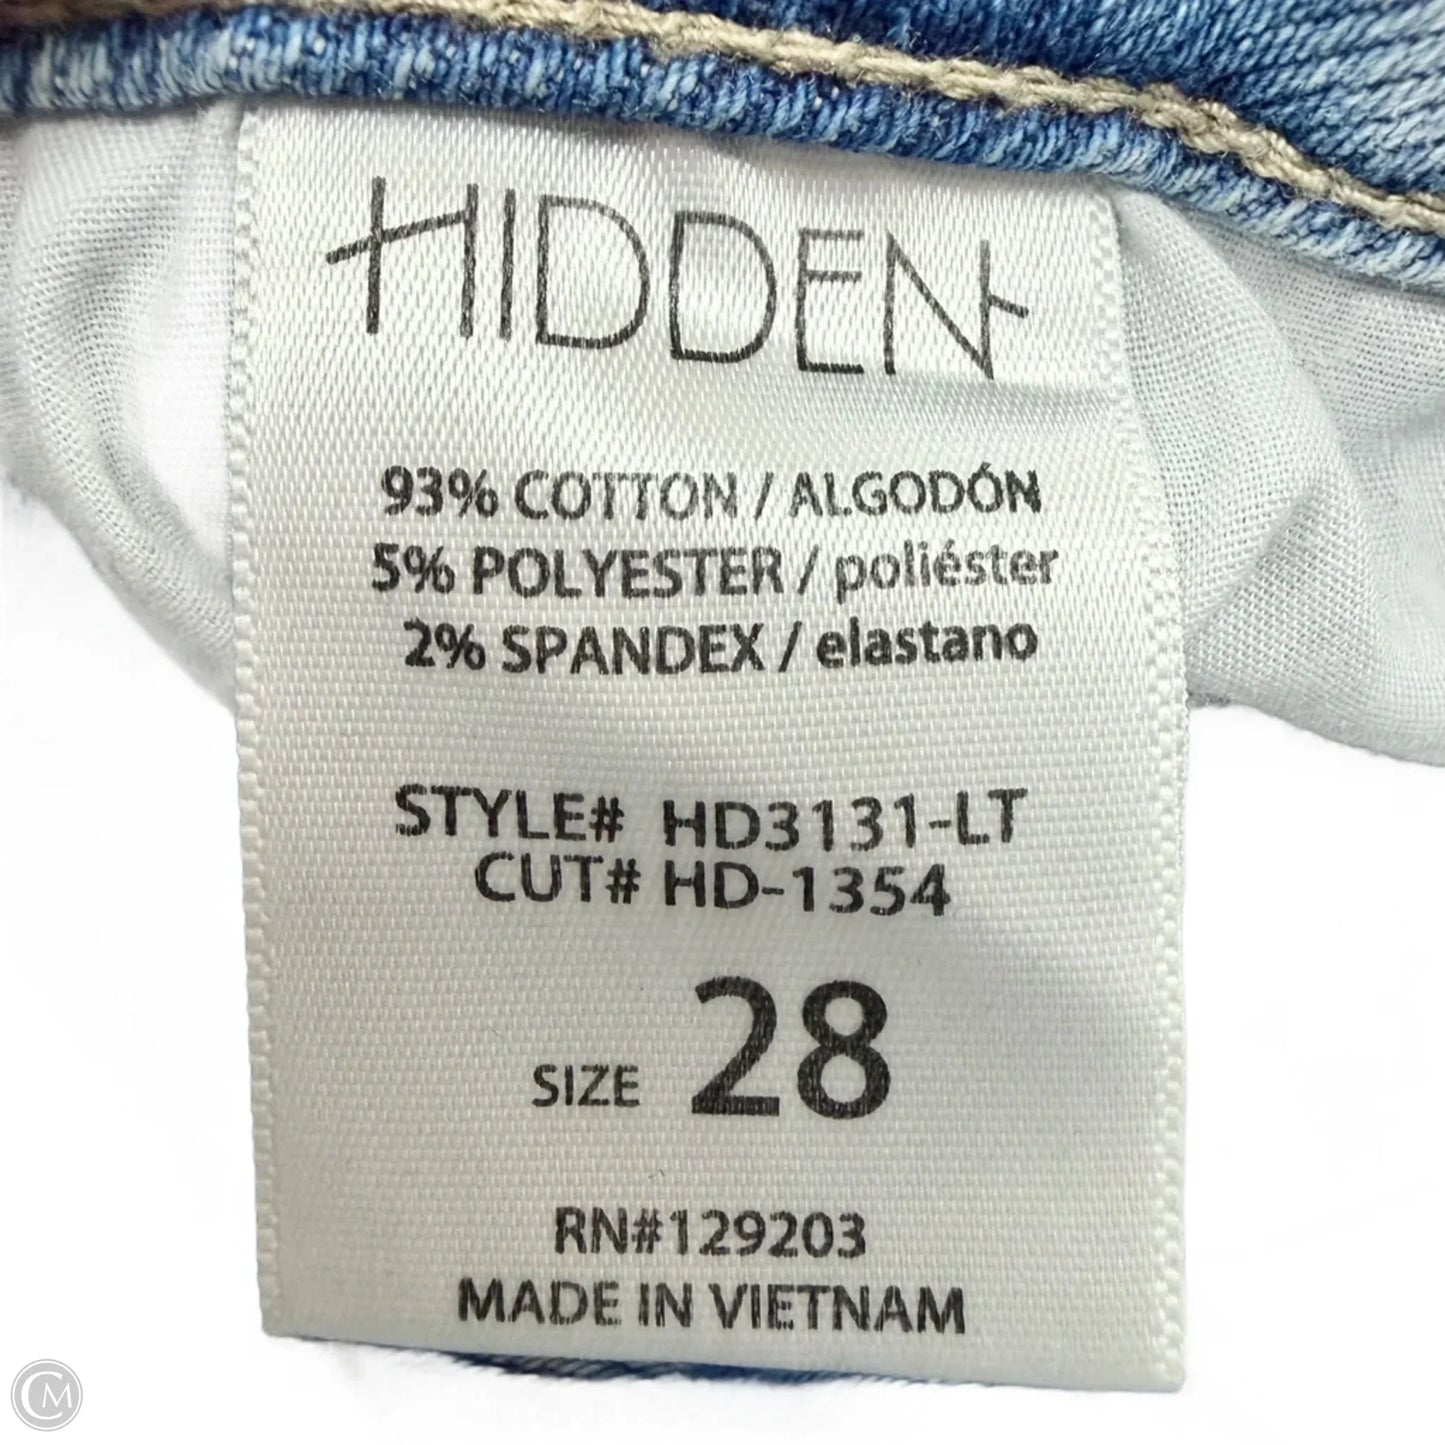 HIDDEN
93% COTTON / ALGODÓN
5% POLYESTER / poliéster
2% SPANDEX / elastano
STYLE# HD3131-LT
CUT# HD-1354
SIZE 28
RN#129203
MADE IN VIETNAM
CM